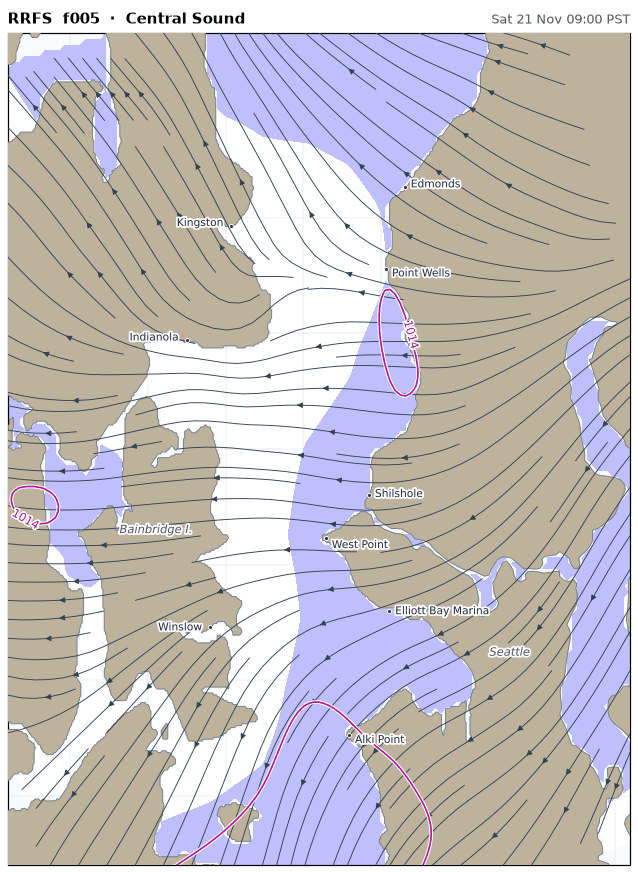 RRFS f005 · Central Sound
Sat 21 Nov 09:00 PST
Edmonds
Kingston
Point Wells
1014
Indianola
Shilshole
1014
Bainbridge I.
West Point
Elliott Bay Marina
Winslow
Seattle
Alki Point